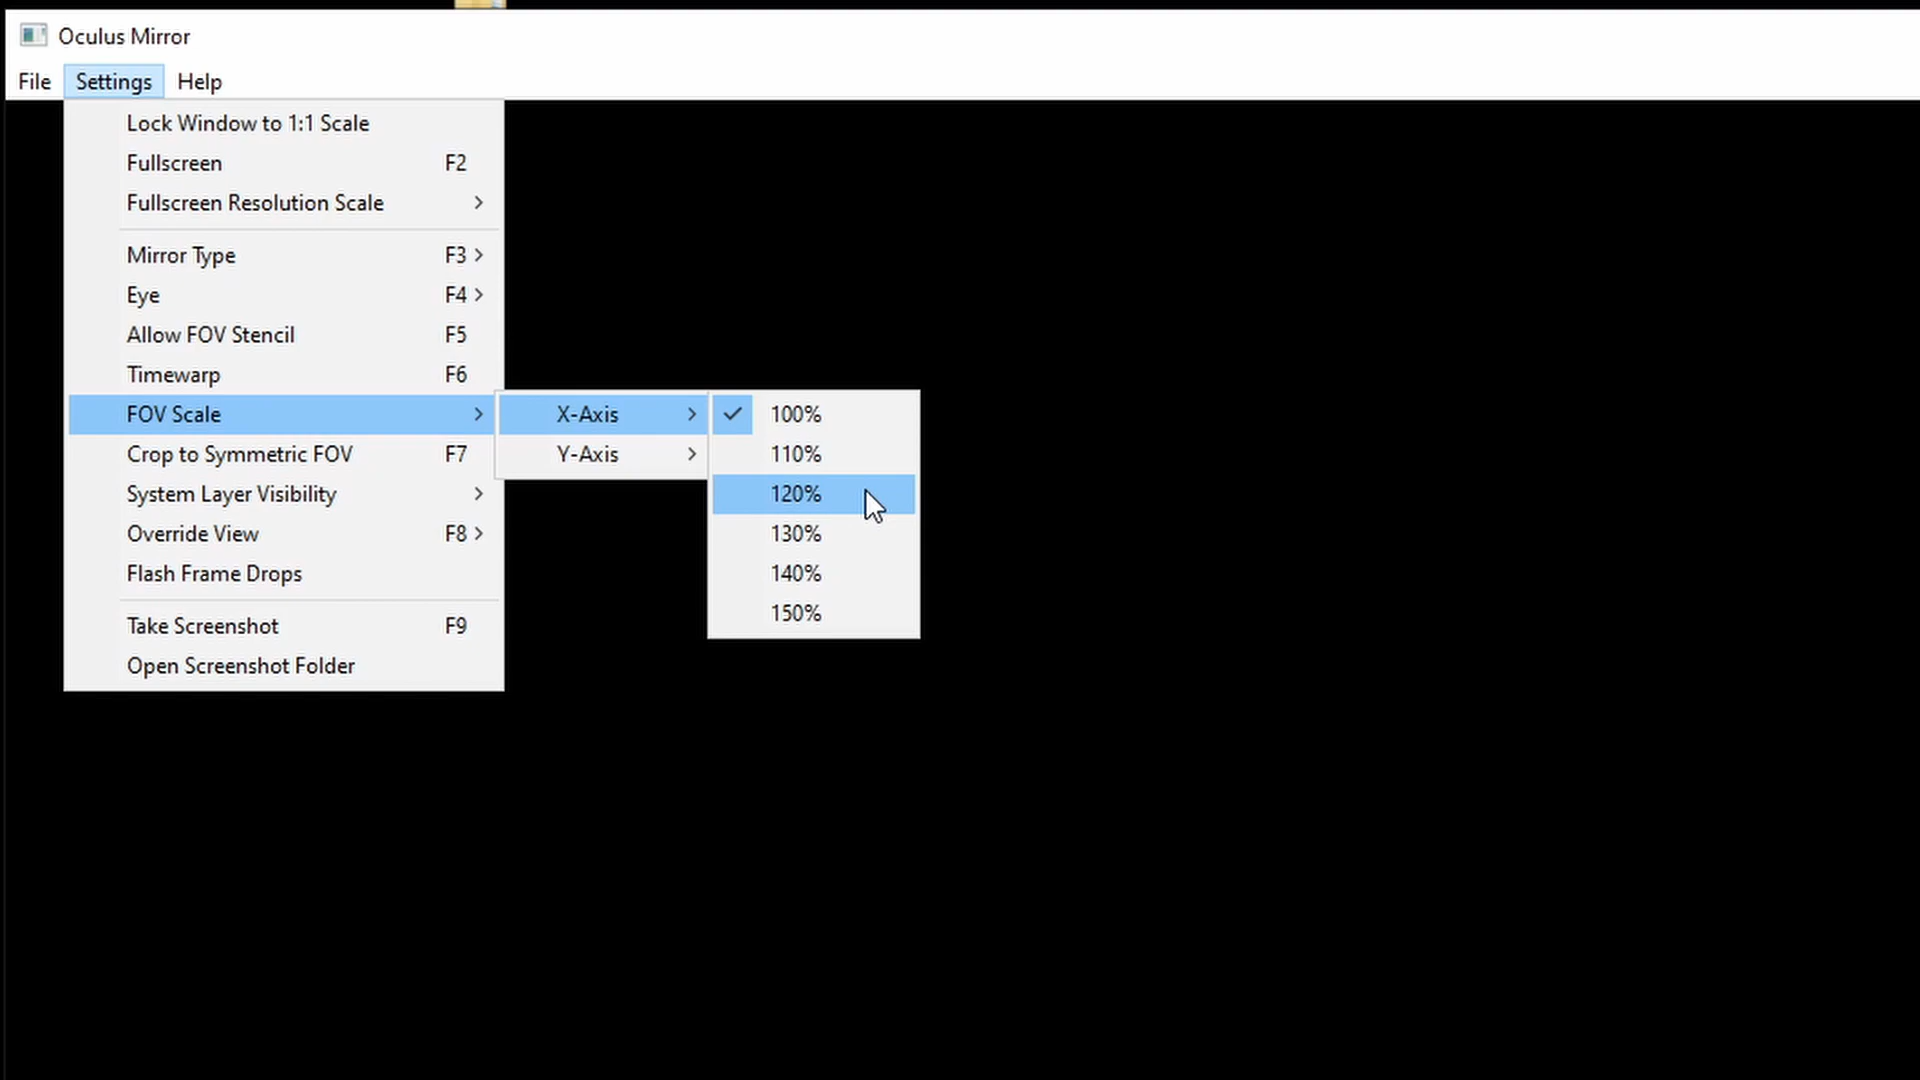 Oculus Mirror
File Settings Help
Lock Window to 1:1 Scale
Fullscreen F2
Fullscreen Resolution Scale
Mirror Type F3
Eye F4
Allow FOV Stencil F5
Timewarp F6
FOV Scale X-Axis 100%
Crop to Symmetric FOV F7 Y-Axis 110%
System Layer Visibility 120%
Override View F8 130%
Flash Frame Drops 140%
150%
Take Screenshot F9
Open Screenshot Folder